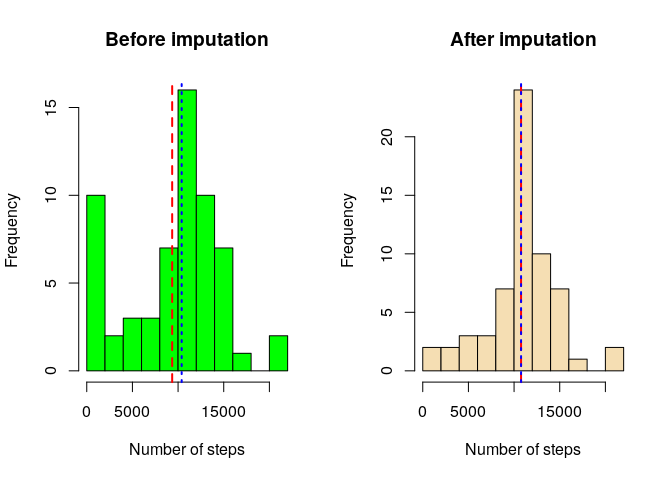 Before imputation
Frequency
15
10
5
0
0 5000 15000
Number of steps
After imputation
Frequency
20
15
10
5
0
0 5000 15000
Number of steps